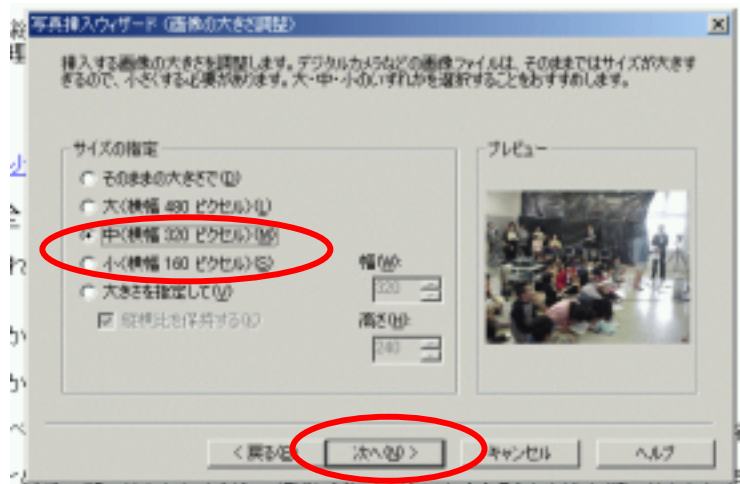 写真挿入ウィザード (画像の大きさ調整)
挿入する画像の大きさを調整します。デジタルカメラなどの画像ファイルは、そのままではサイズが大きす
ぎるので、小さくする必要があります。大・中・小のいずれかを選択することをおすすめします。
サイズの指定
そのままの大きさで(D)
大(横幅 480 ピクセル)(L)
中(横幅 320 ピクセル)(M)
小(横幅 160 ピクセル)(S)
大きさを指定して(V)
縦横比を保持する(K)
幅(W):
320
高さ(H):
240
プレビュー
< 戻る(B)
次へ(N) >
キャンセル
ヘルプ